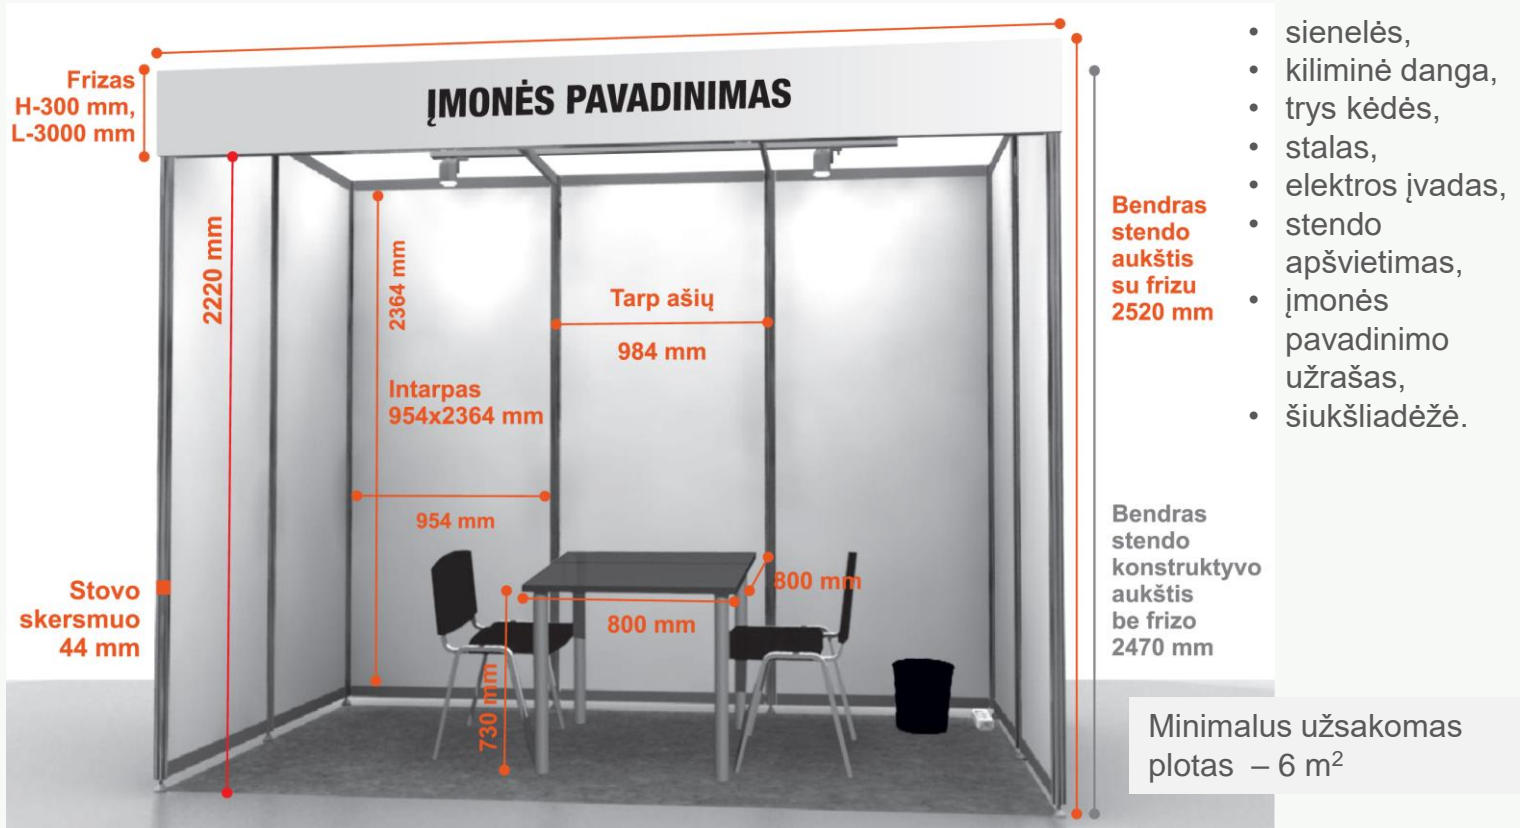 Frizas
H-300 mm,
L-3000 mm
ĮMONĖS PAVADINIMAS
2220 mm
2364 mm
Tarp ašių
984 mm
Intarpas
954x2364 mm
954 mm
Stovo
skersmuo
44 mm
800 mm
800 mm
730 mm
Bendras
stendo
aukštis
su frizu
2520 mm
Bendras
stendo
konstruktyvo
aukštis
be frizo
2470 mm
• sienelės,
• kiliminė danga,
• trys kėdės,
• stalas,
• elektros įvadas,
• stendo
apšvietimas,
• įmonės
pavadinimo
užrašas,
• šiukšliadėžė.
Minimalus užsakomas
plotas – 6 m²